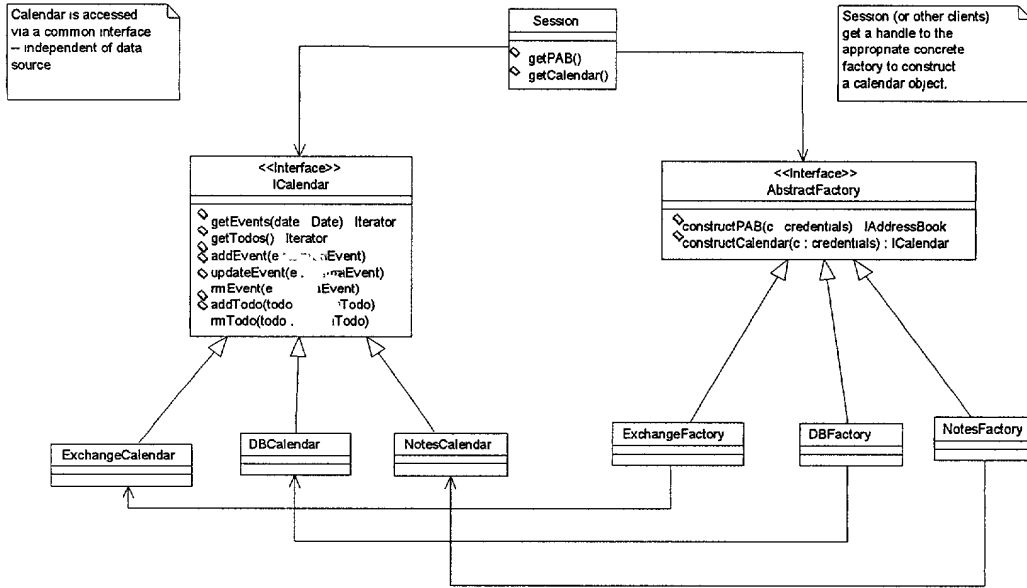 Calendar is accessed
via a common interface
-- independent of data
source
Session
getPAB()
getCalendar()
Session (or other clients)
get a handle to the
appropriate concrete
factory to construct
a calendar object.
<<Interface>>
ICalendar
getEvents(date Date) Iterator
getTodos() Iterator
addEvent(e
updateEvent(e
rmEvent(e
addTodo(todo Todo)
rmTodo(todo Todo)
<<Interface>>
AbstractFactory
constructPAB(c credentials) IAddressBook
constructCalendar(c : credentials) : ICalendar
ExchangeCalendar
DBCalendar
NotesCalendar
ExchangeFactory
DBFactory
NotesFactory